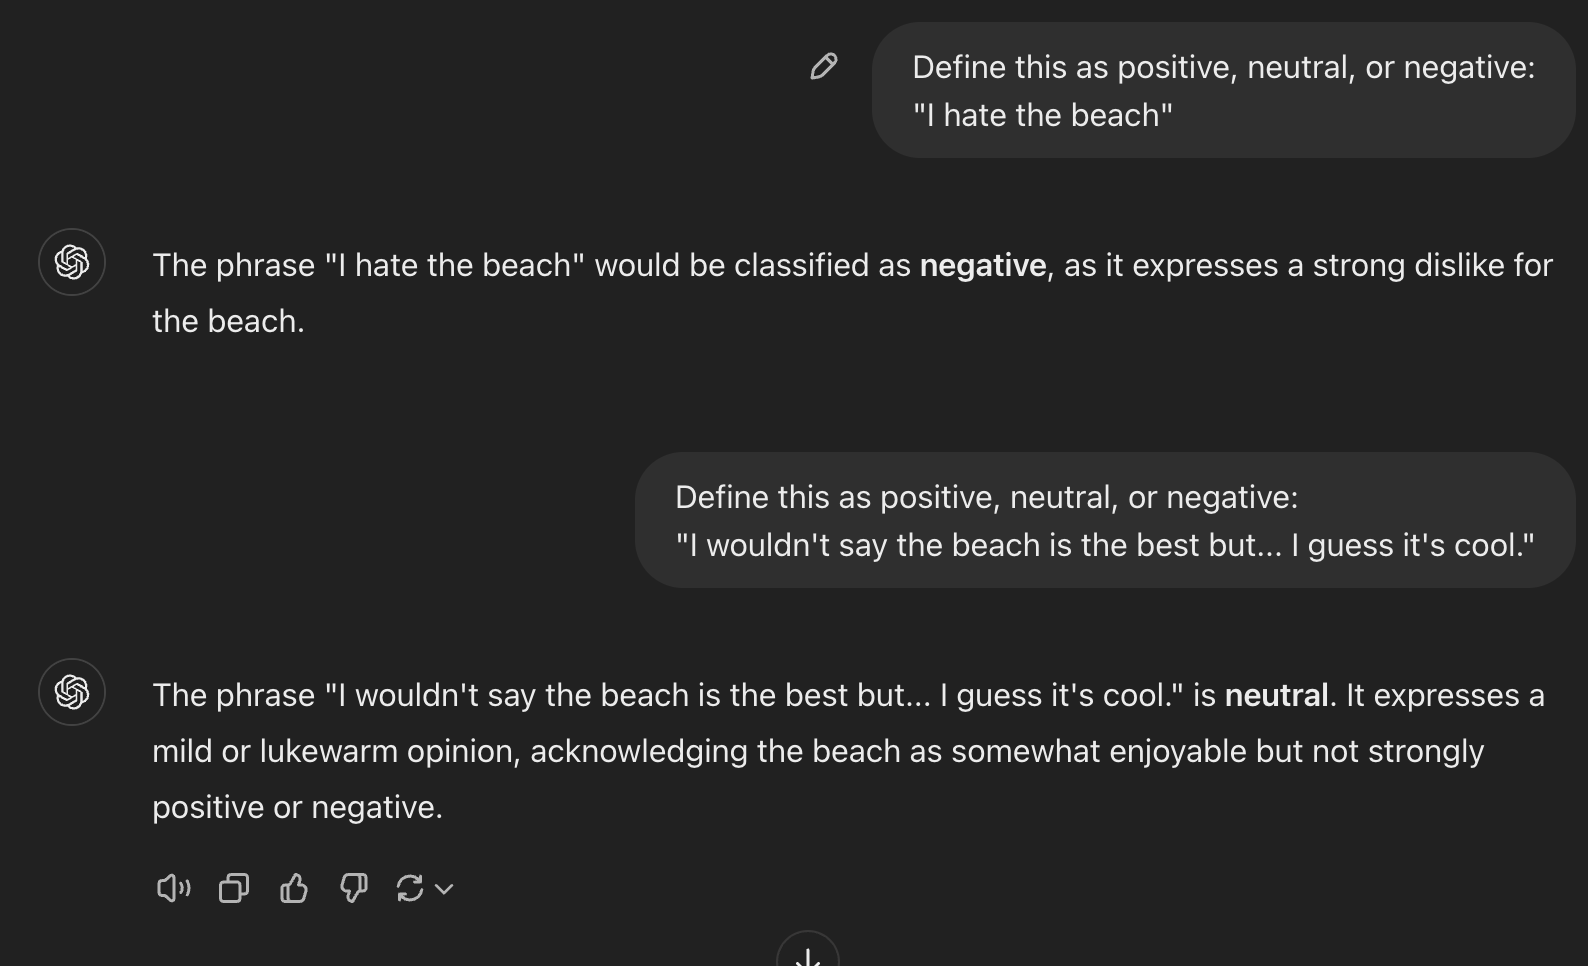 Define this as positive, neutral, or negative:
"I hate the beach"
The phrase "I hate the beach" would be classified as negative, as it expresses a strong dislike for
the beach.
Define this as positive, neutral, or negative:
"I wouldn't say the beach is the best but... I guess it's cool."
The phrase "I wouldn't say the beach is the best but... I guess it's cool." is neutral. It expresses a
mild or lukewarm opinion, acknowledging the beach as somewhat enjoyable but not strongly
positive or negative.